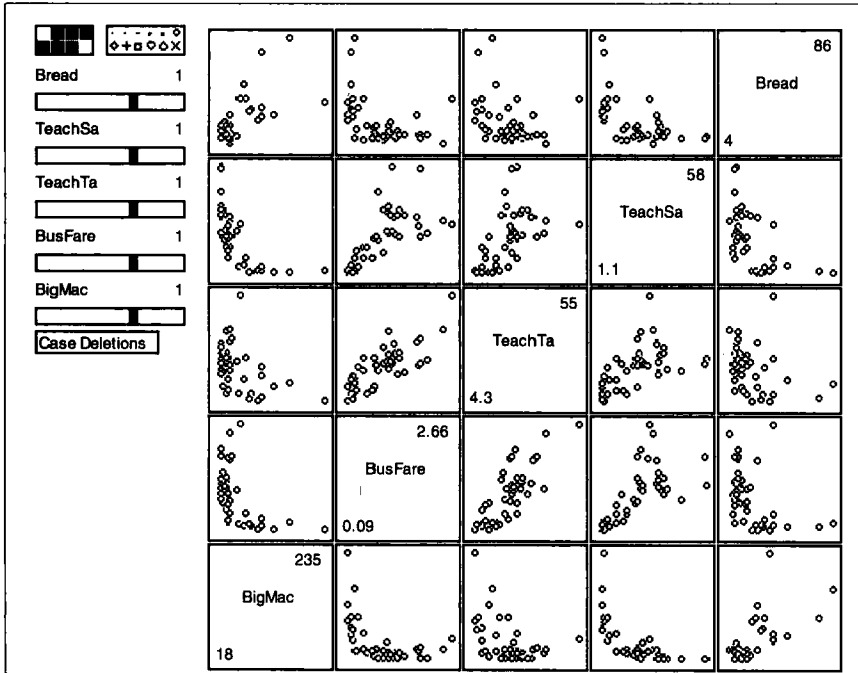 Bread 1
TeachSa 1
TeachTa 1
BusFare 1
BigMac 1
Case Deletions
86
Bread
4
58
TeachSa
1.1
55
TeachTa
4.3
2.66
BusFare
0.09
235
BigMac
18